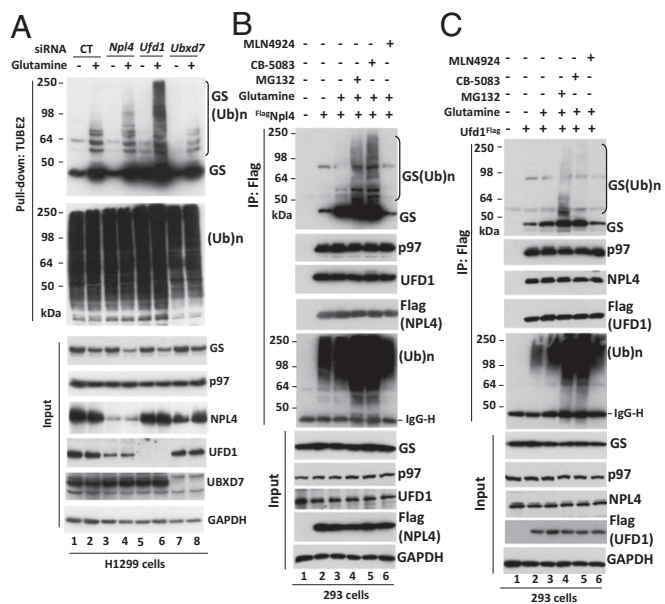 A
siRNA CT Npl4 Ufd1 Ubxd7
Glutamine - + - + - + - +
Pull-down: TUBE2
250
98
64
50
GS
(Ub)n
GS
250
98
64
kDa
(Ub)n
Input
GS
p97
NPL4
UFD1
UBXD7
GAPDH
1 2 3 4 5 6 7 8
H1299 cells
B
MLN4924 - - - - - +
CB-5083 - - - - + -
MG132 - - - + - -
Glutamine - - + + + +
FlagNpl4 - + + + + +
IP: Flag
250
98
64
50
kDa
GS(Ub)n
GS
p97
UFD1
Flag
(NPL4)
250
98
64
50
(Ub)n
IgG-H
Input
GS
p97
UFD1
Flag
(NPL4)
GAPDH
1 2 3 4 5 6
293 cells
C
MLN4924 - - - - - +
CB-5083 - - - - + -
MG132 - - - + - -
Glutamine - - + + + +
Ufd1Flag - + + + + +
IP: Flag
250
98
64
50
kDa
GS(Ub)n
GS
p97
NPL4
Flag
(UFD1)
250
98
64
50
(Ub)n
IgG-H
Input
GS
p97
NPL4
Flag
(UFD1)
GAPDH
1 2 3 4 5 6
293 cells